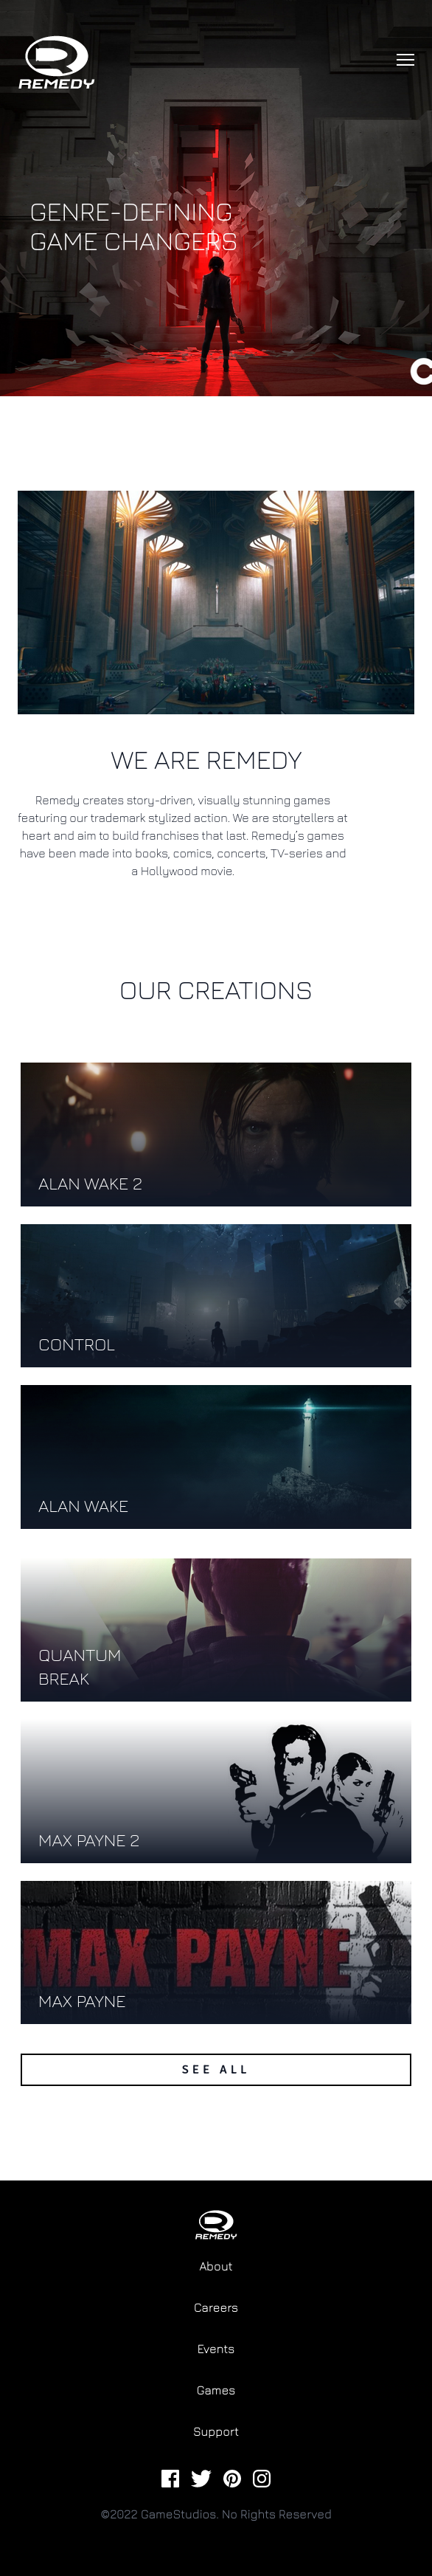 REMEDY
GENRE-DEFINING
GAME CHANGERS
C
WE ARE REMEDY
Remedy creates story-driven, visually stunning games
featuring our trademark stylized action. We are storytellers at
heart and aim to build franchises that last. Remedy's games
have been made into books, comics, concerts, TV-series and
a Hollywood movie.
OUR CREATIONS
ALAN WAKE 2
CONTROL
ALAN WAKE
QUANTUM
BREAK
MAX PAYNE 2
MAX PAYNE
MAX PAYNE
SEE ALL
REMEDY
About
Careers
Events
Games
Support
©2022 GameStudios. No Rights Reserved